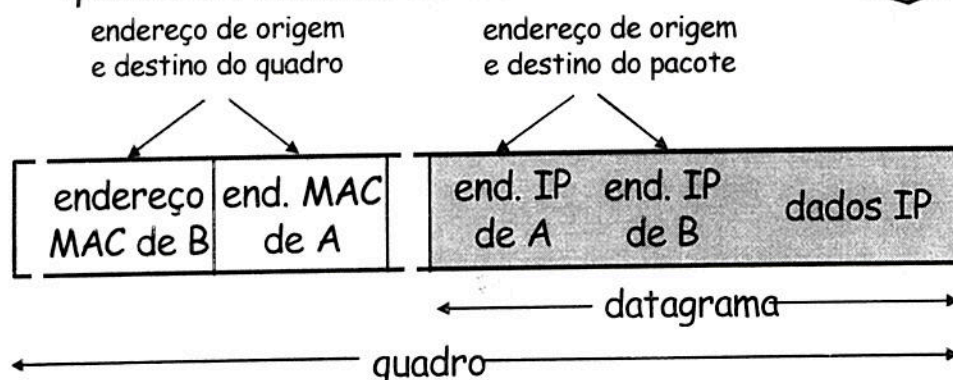 endereço de origem
e destino do quadro
endereço de origem
e destino do pacote
endereço
MAC de B
end. MAC
de A
end. IP
de A
end. IP
de B
dados IP
datagrama
quadro